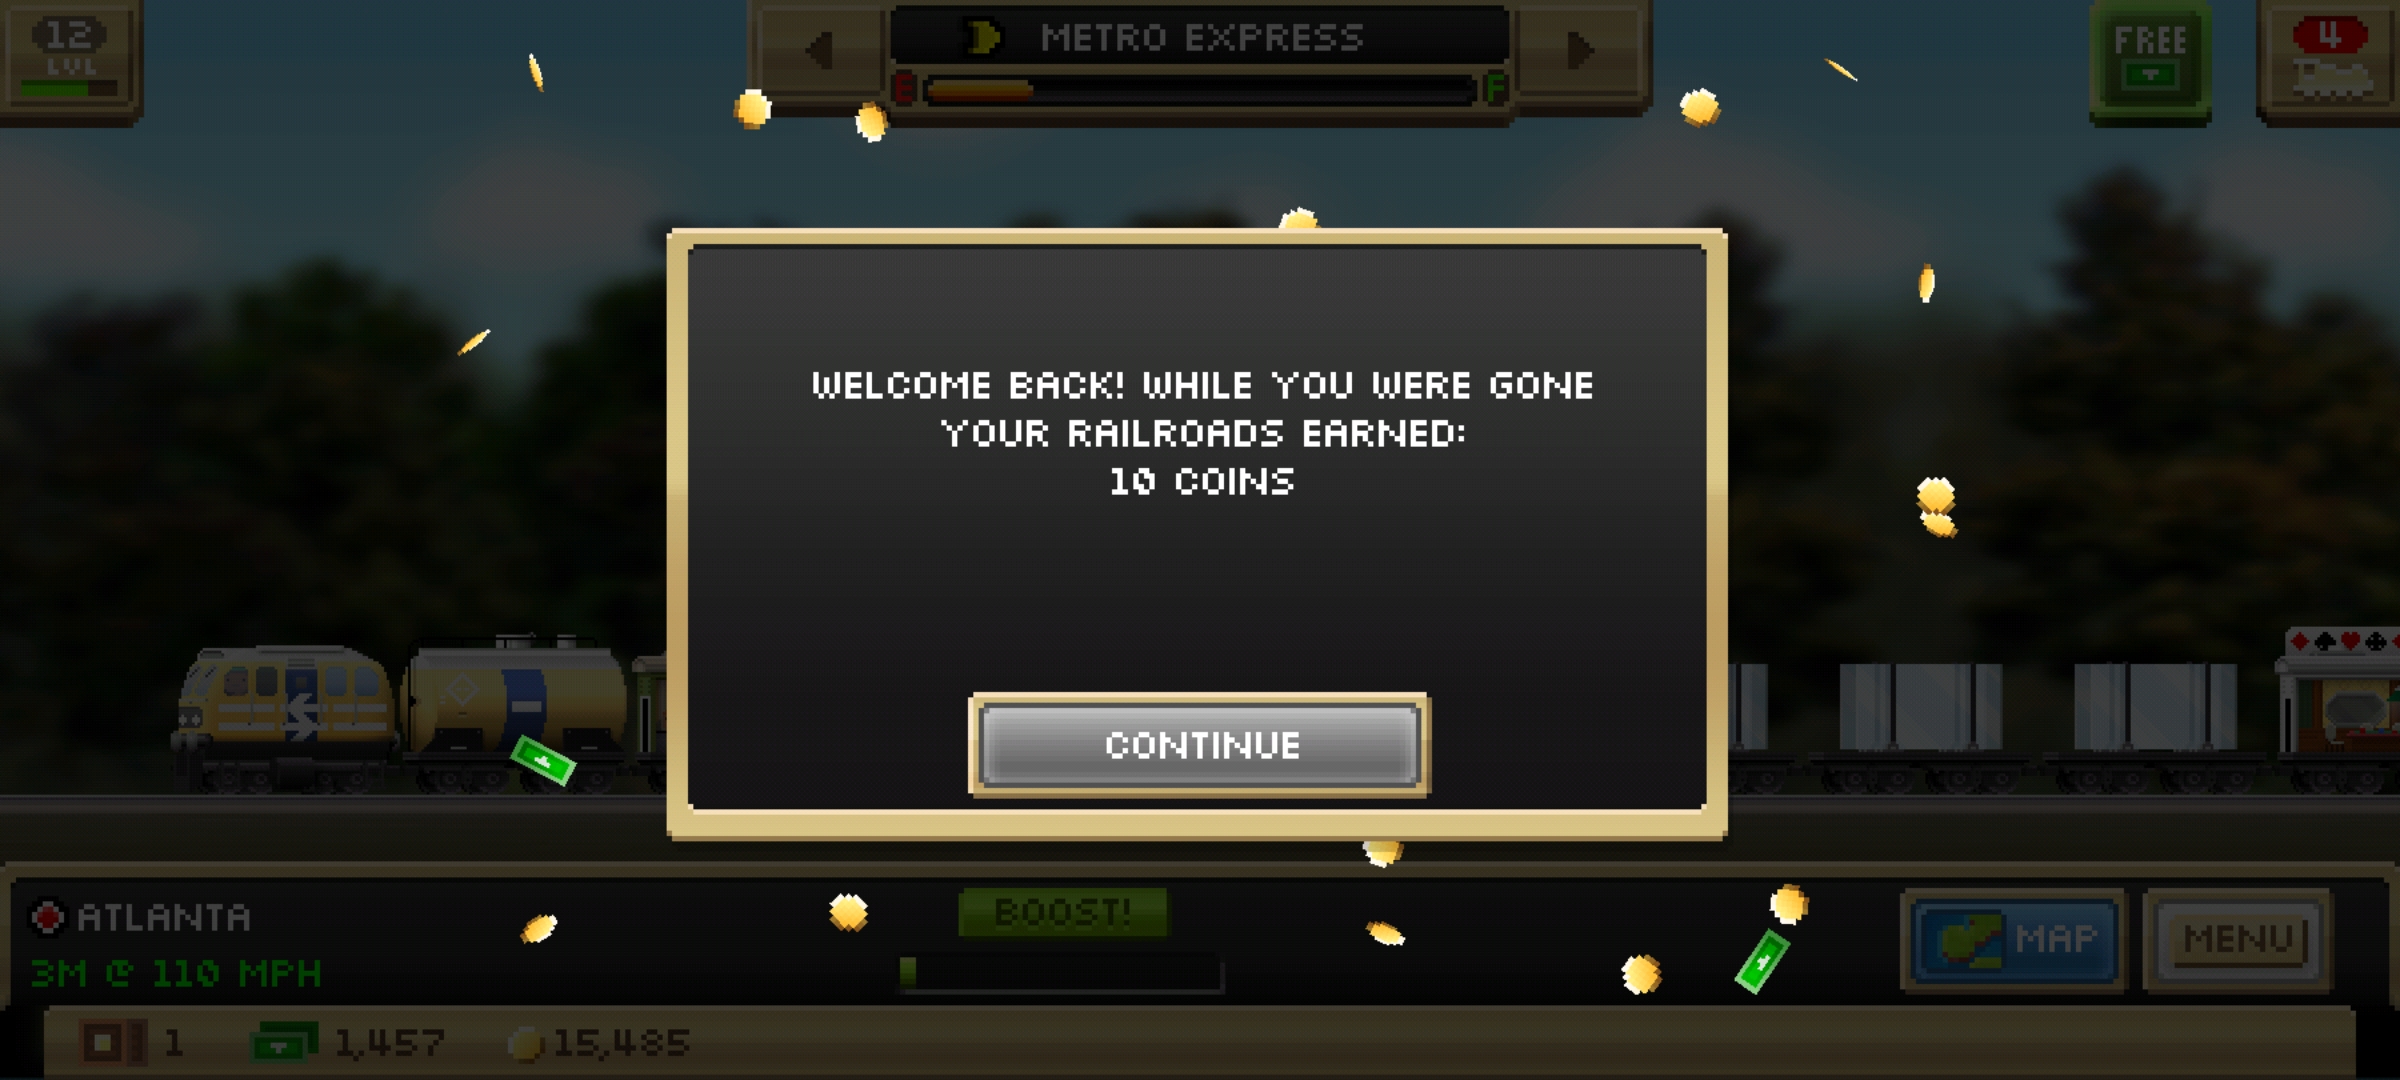 12
LVL
METRO EXPRESS
E
F
FREE
4
WELCOME BACK! WHILE YOU WERE GONE
YOUR RAILROADS EARNED:
10 COINS
CONTINUE
ATLANTA
3M @ 110 MPH
BOOST!
MAP
MENU
1
1,457
15,485